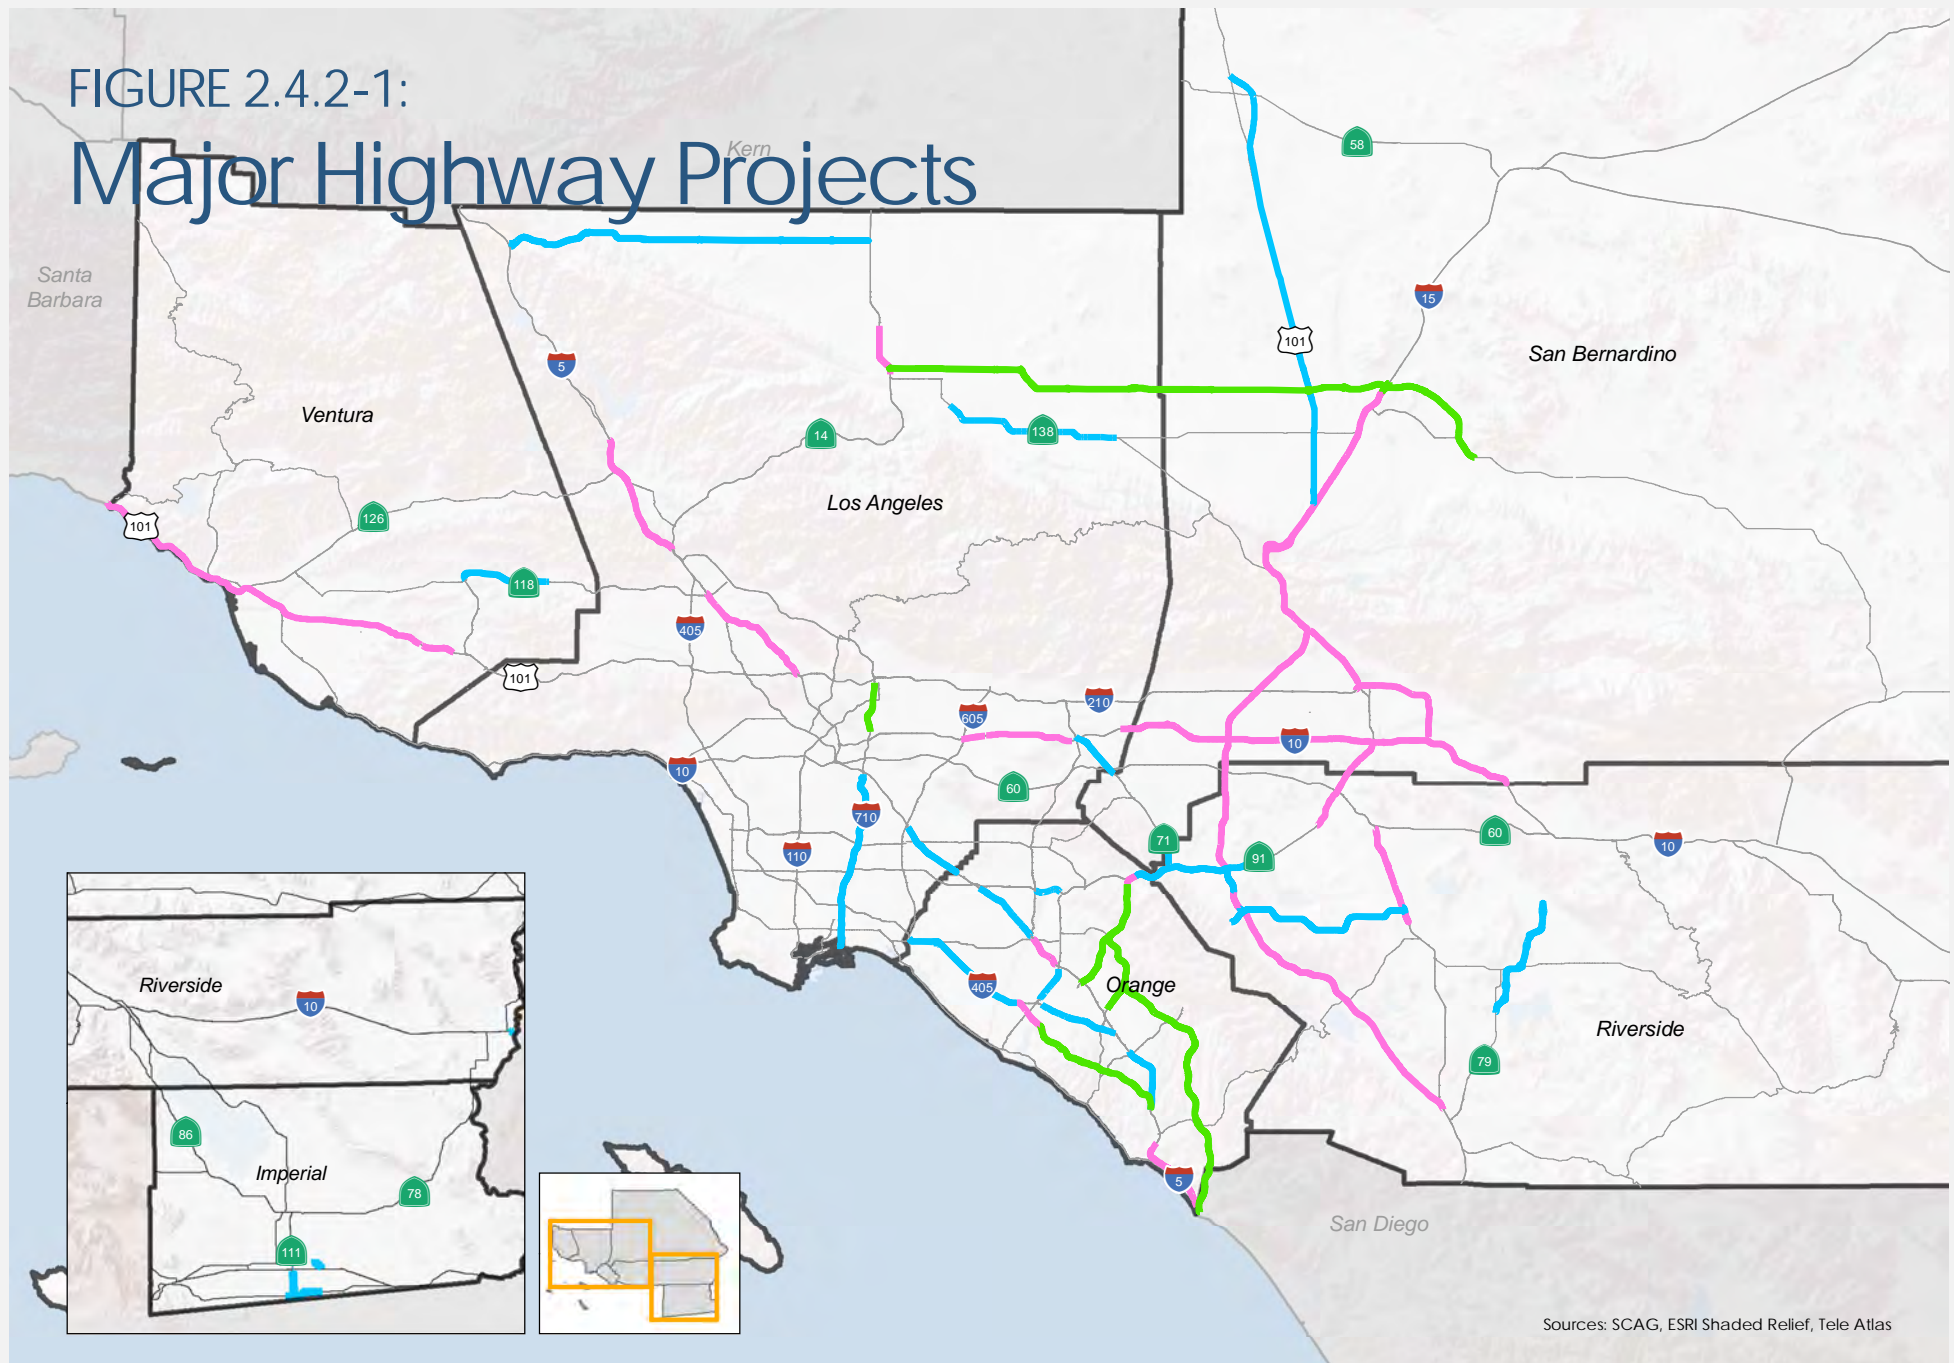 FIGURE 2.4.2-1:
Major Highway Projects
Kern
58
Santa
Barbara
15
101
San Bernardino
5
Ventura
14
138
Los Angeles
126
101
118
405
101
210
605
10
10
60
710
71
60
10
110
91
405
Orange
Riverside
10
Riverside
79
86
Imperial
78
5
San Diego
111
Sources: SCAG, ESRI Shaded Relief, Tele Atlas